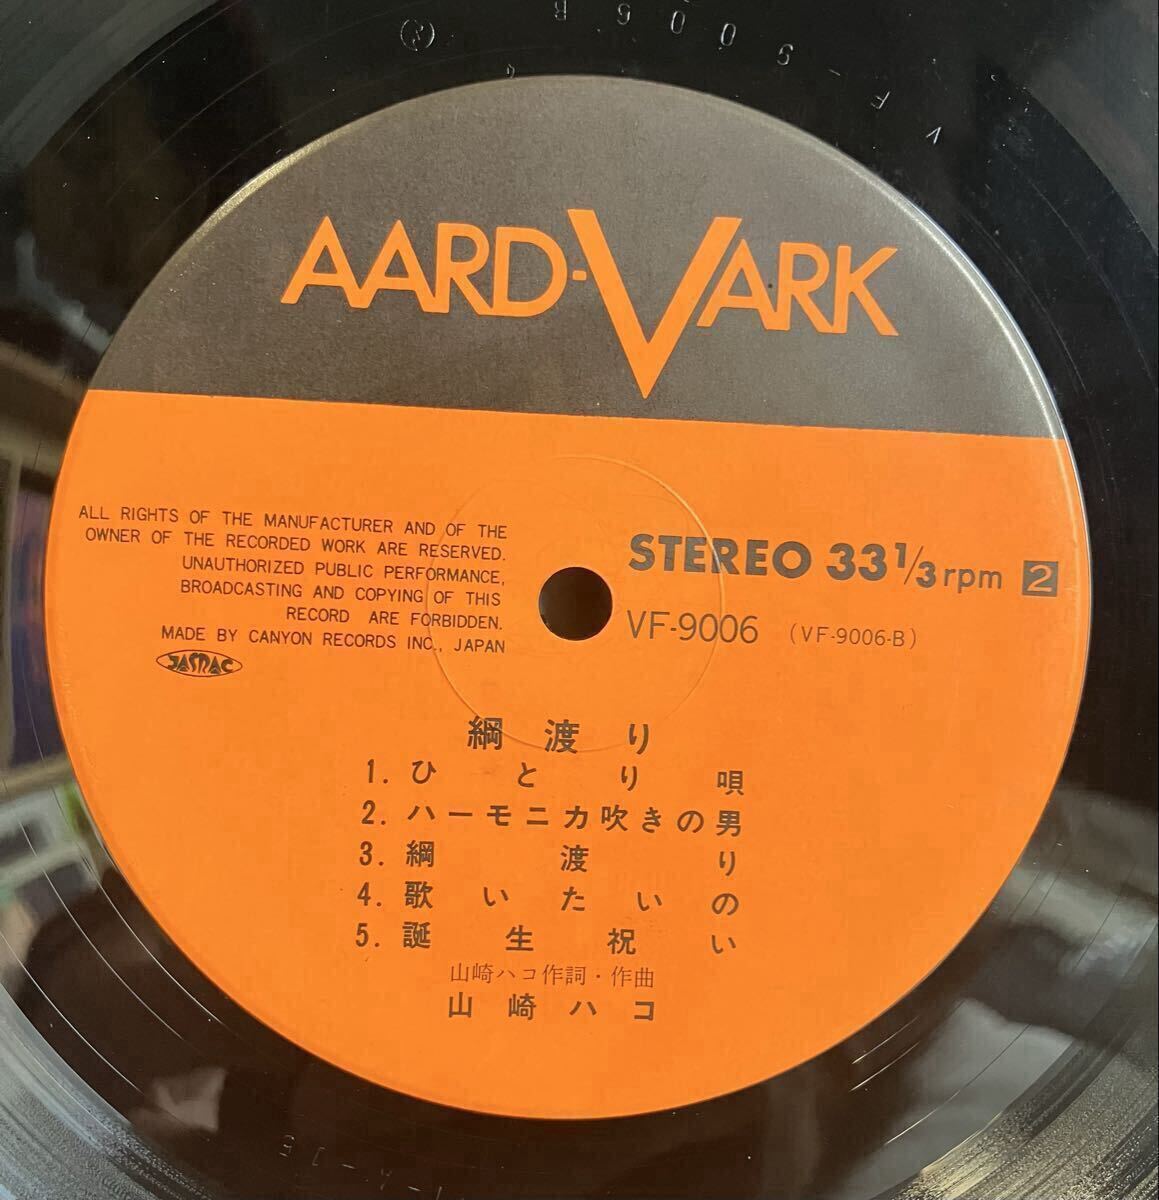 VF-9006B
AARD-VARK
ALL RIGHTS OF THE MANUFACTURER AND OF THE
OWNER OF THE RECORDED WORK ARE RESERVED.
UNAUTHORIZED PUBLIC PERFORMANCE,
BROADCASTING AND COPYING OF THIS
RECORD ARE FORBIDDEN.
MADE BY CANYON RECORDS INC., JAPAN
JASRAC
STEREO 33 1/3 rpm 2
VF-9006 (VF-9006-B)
綱渡り
1. ひとり唄
2. ハーモニカ吹きの男
3. 綱渡り
4. 歌いたいの
5. 誕生祝い
山崎ハコ作詞・作曲
山崎ハコ